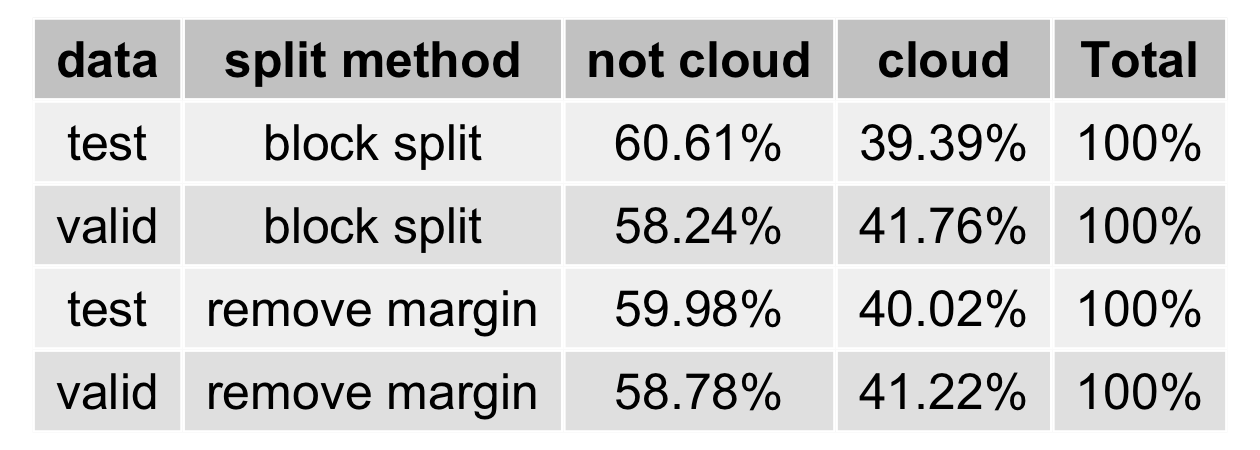 data split method not cloud cloud Total
test block split 60.61% 39.39% 100%
valid block split 58.24% 41.76% 100%
test remove margin 59.98% 40.02% 100%
valid remove margin 58.78% 41.22% 100%